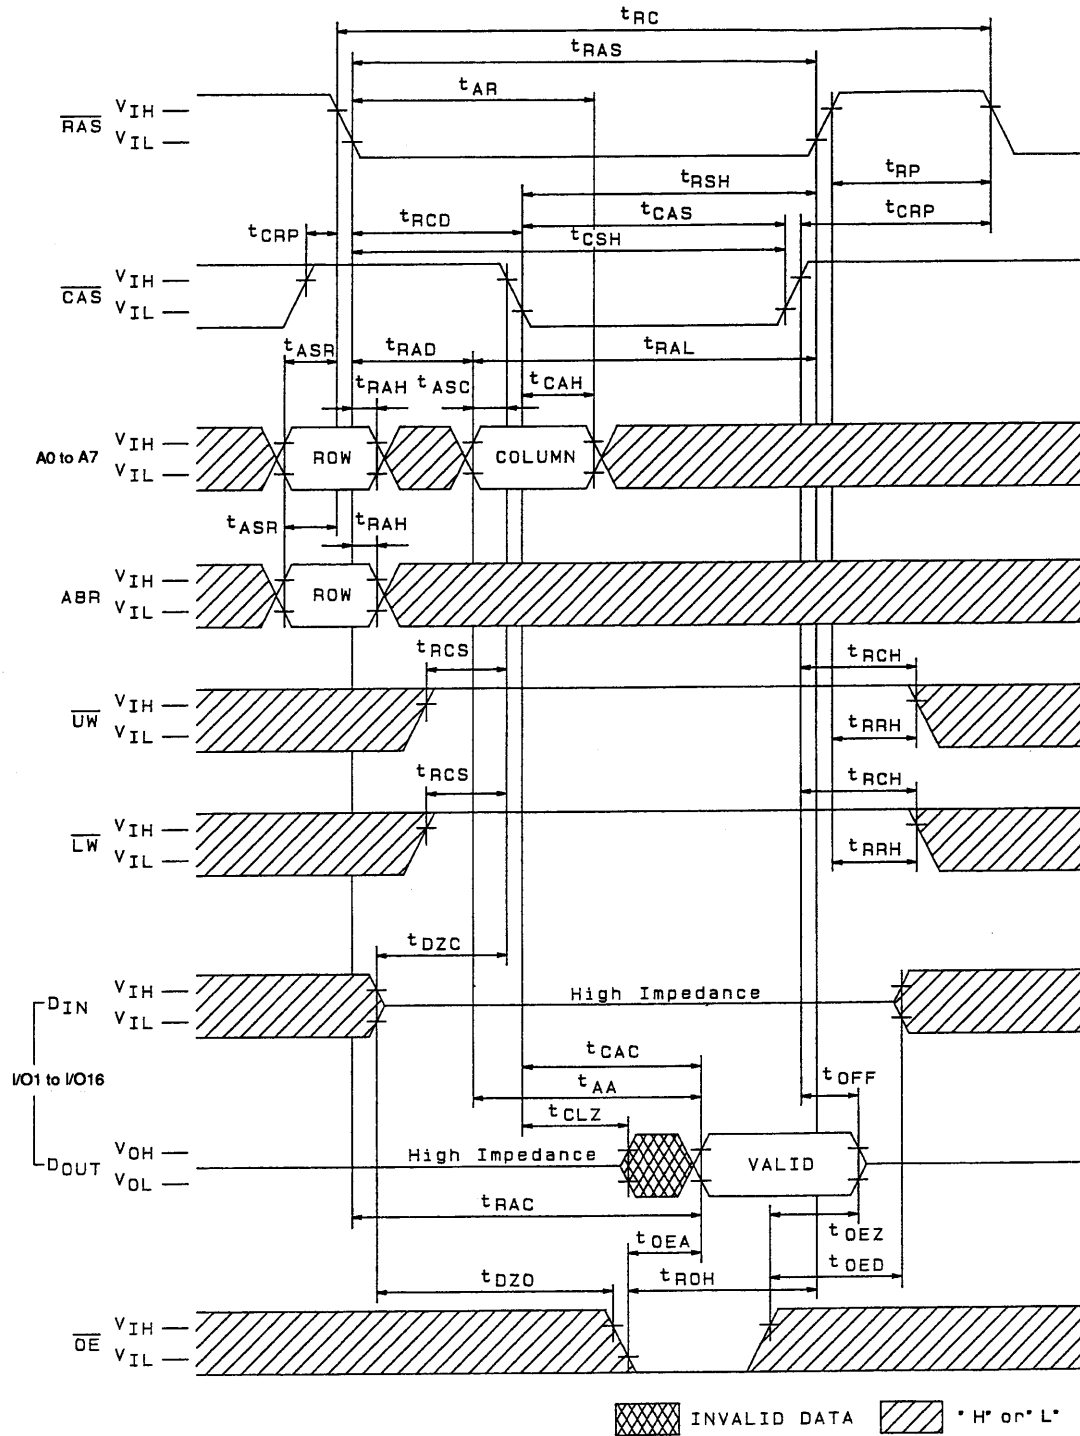 tRC
tRAS
tAR
RAS VIH
VIL
tRP
tRSH
tCAS
tCRP
tRCD
tCRP
tCSH
CAS VIH
VIL
tASR
tRAD
tRAL
tRAH
tASC
tCAH
A0 to A7 VIH
VIL
ROW
COLUMN
tASR
tRAH
ABR VIH
VIL
ROW
tRCS
tRCH
UW VIH
VIL
tRRH
tRCS
tRCH
LW VIH
VIL
tRRH
tDZC
DIN VIH
VIL
High Impedance
I/O1 to I/O16
tCAC
tAA
tOFF
tCLZ
DOUT VOH
VOL
High Impedance
VALID
tRAC
tOEZ
tOEA
tOED
tDZO
tROH
OE VIH
VIL
INVALID DATA
"H" or "L"